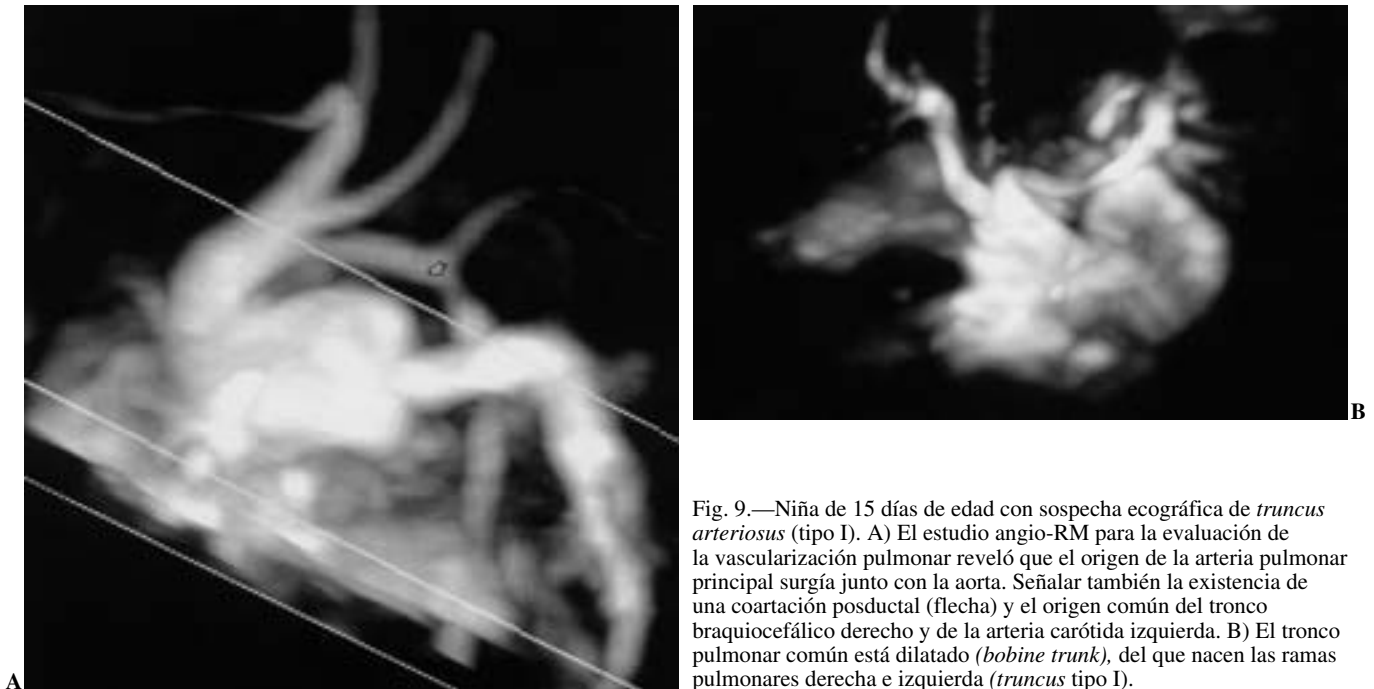 A
B
Fig. 9.—Niña de 15 días de edad con sospecha ecográfica de truncus
arteriosus (tipo I). A) El estudio angio-RM para la evaluación de
la vascularización pulmonar reveló que el origen de la arteria pulmonar
principal surgía junto con la aorta. Señalar también la existencia de
una coartación posductal (flecha) y el origen común del tronco
braquiocefálico derecho y de la arteria carótida izquierda. B) El tronco
pulmonar común está dilatado (bobine trunk), del que nacen las ramas
pulmonares derecha e izquierda (truncus tipo I).